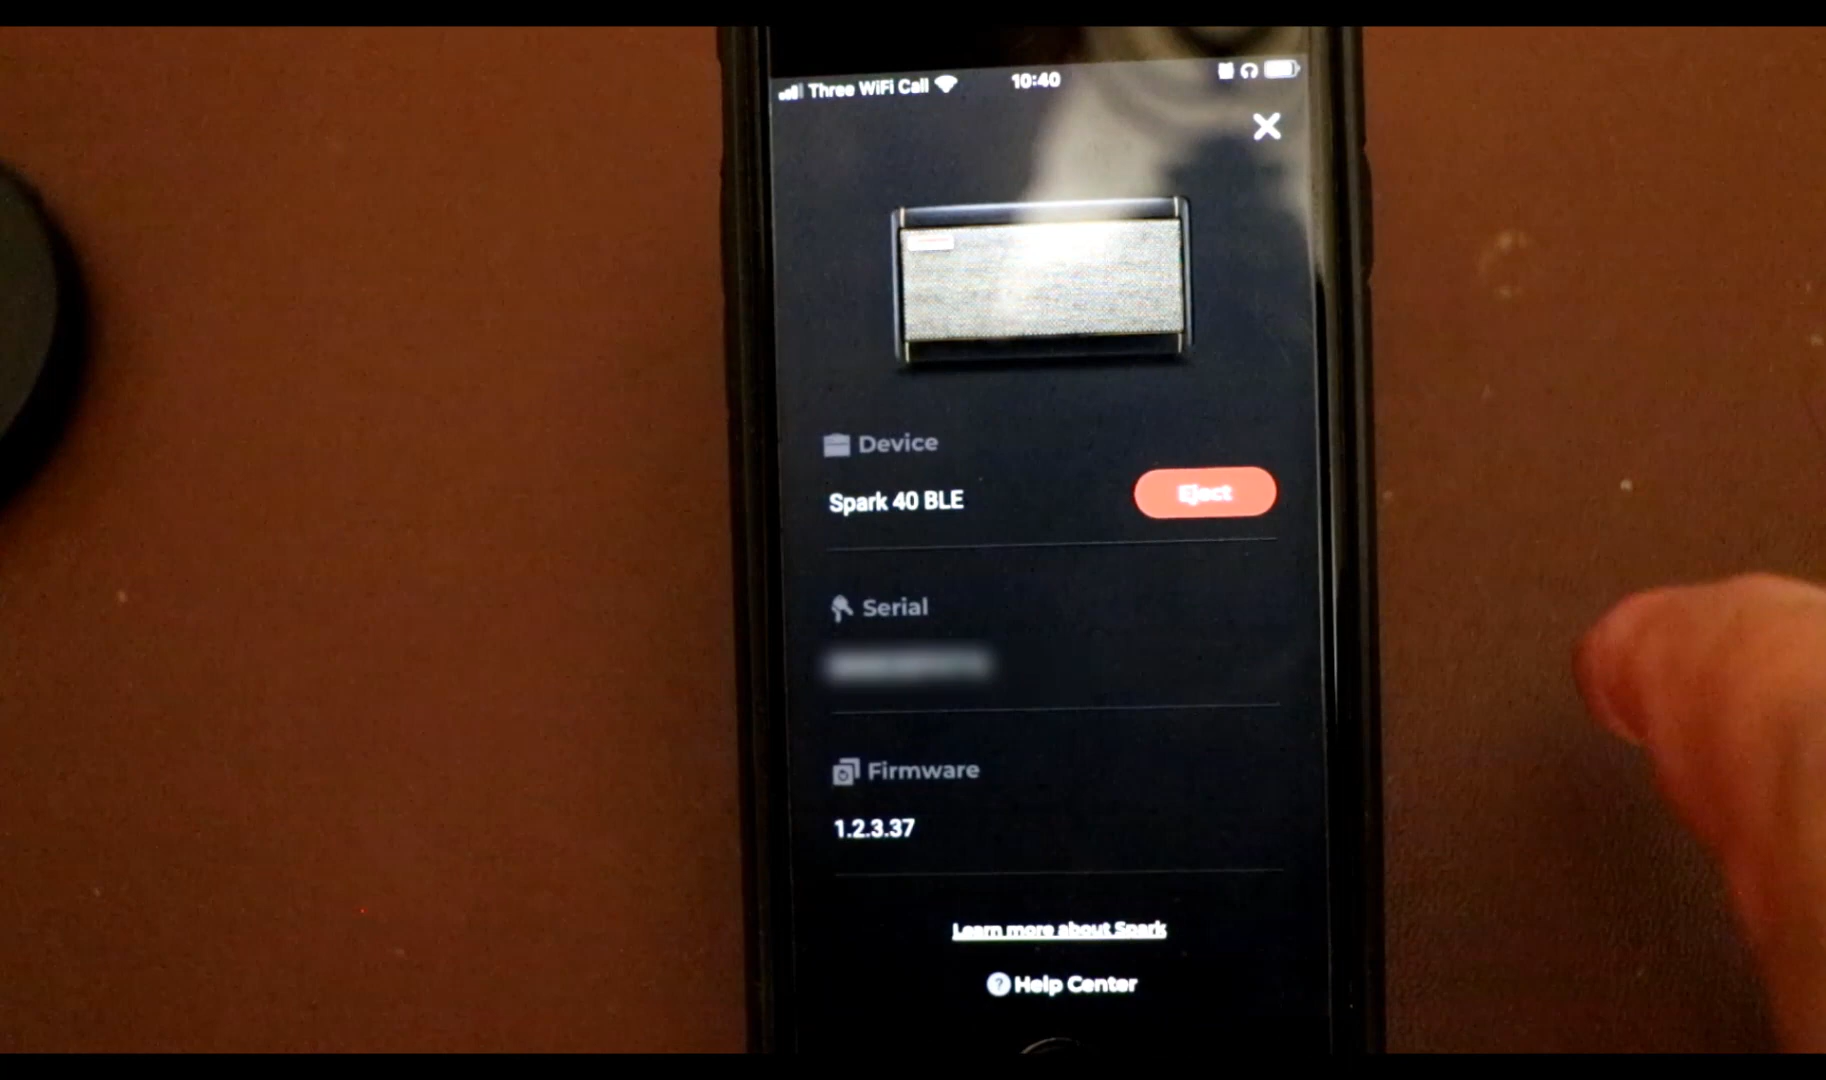 Three WiFi Call 10:40
Device
Spark 40 BLE
Eject
Serial
Firmware
1.2.3.37
Learn more about Spark
Help Center